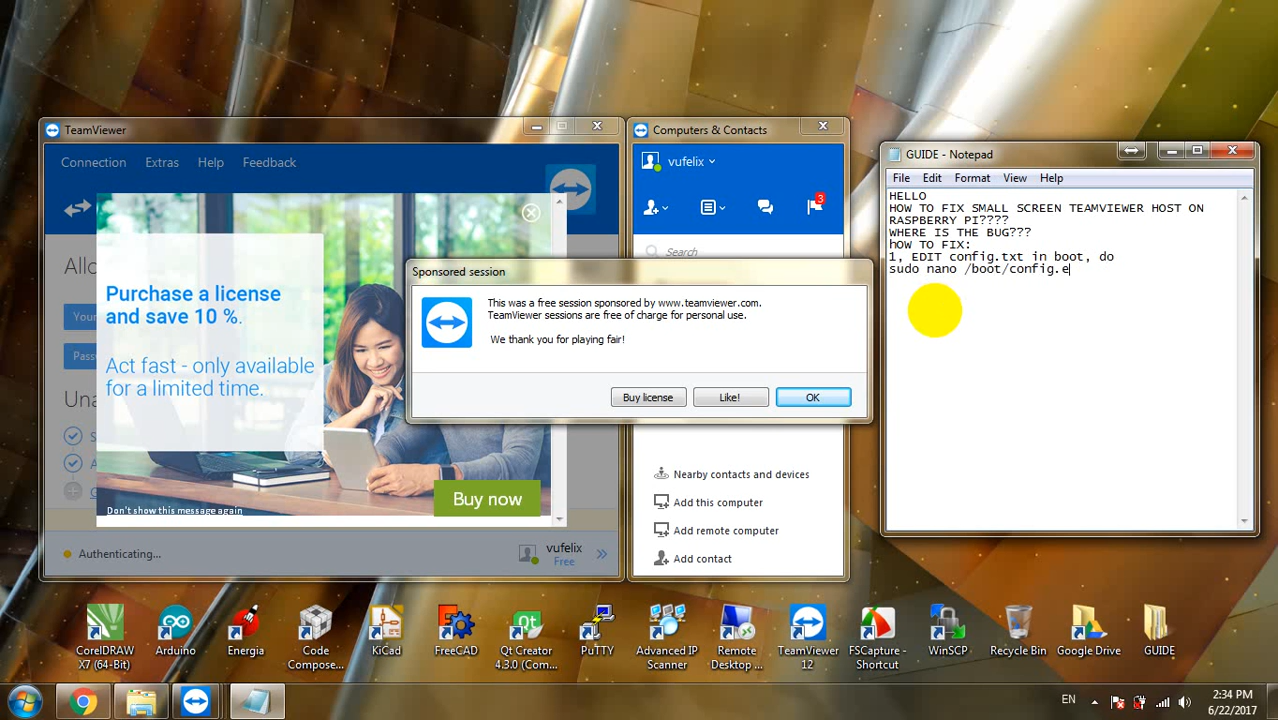 TeamViewer
Connection Extras Help Feedback
Allo
Your
Pass
Una
S
A
G
Purchase a license
and save 10 %.
Act fast - only available
for a limited time.
Buy now
Don't show this message again
Authenticating...
vufelix
Free
Computers & Contacts
vufelix
3
Search
Nearby contacts and devices
Add this computer
Add remote computer
Add contact
Sponsored session
This was a free session sponsored by www.teamviewer.com.
TeamViewer sessions are free of charge for personal use.
We thank you for playing fair!
Buy license Like! OK
GUIDE - Notepad
File Edit Format View Help
HELLO
HOW TO FIX SMALL SCREEN TEAMVIEWER HOST ON
RASPBERRY PI????
WHERE IS THE BUG???
hOW TO FIX:
1, EDIT config.txt in boot, do
sudo nano /boot/config.e
CorelDRAW
X7 (64-Bit)
Arduino
Energia
Code
Compose...
KiCad
FreeCAD
Qt Creator
4.3.0 (Com...
PuTTY
Advanced IP
Scanner
Remote
Desktop ...
TeamViewer
12
FSCapture -
Shortcut
WinSCP
Recycle Bin
Google Drive
GUIDE
EN
2:34 PM
6/22/2017